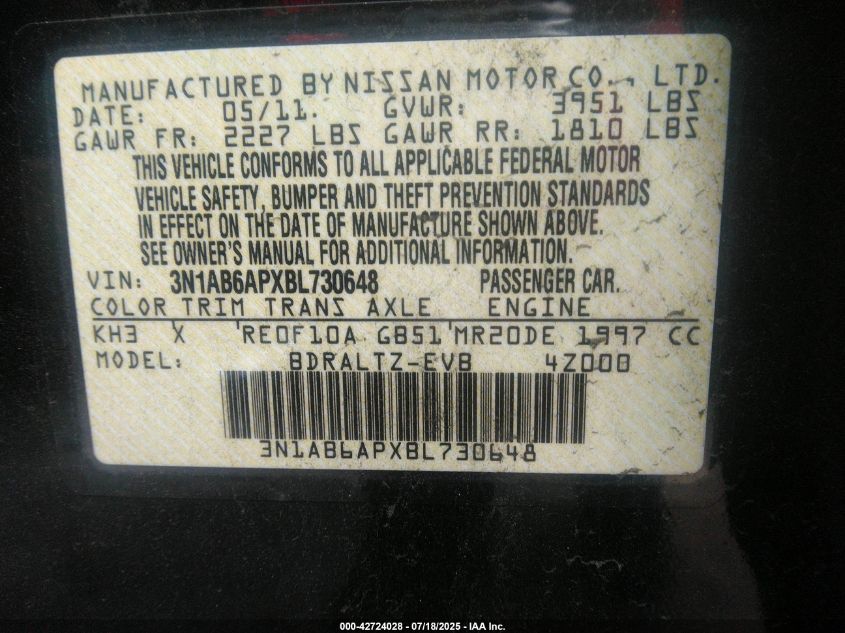 MANUFACTURED BY NISSAN MOTOR CO., LTD.
DATE: 05/11. GVWR: 3951 LBS
GAWR FR: 2227 LBS GAWR RR: 1810 LBS
THIS VEHICLE CONFORMS TO ALL APPLICABLE FEDERAL MOTOR
VEHICLE SAFETY, BUMPER AND THEFT PREVENTION STANDARDS
IN EFFECT ON THE DATE OF MANUFACTURE SHOWN ABOVE.
SEE OWNER'S MANUAL FOR ADDITIONAL INFORMATION.
VIN: 3N1AB6APXBL730648 PASSENGER CAR.
COLOR TRIM TRANS AXLE ENGINE
KH3 X 'RE0F10A G851'MR20DE 1997 CC
MODEL: BDRALTZ-EVB 4Z000
3N1AB6APXBL730648
000-42724028 - 07/18/2025 - IAA Inc.